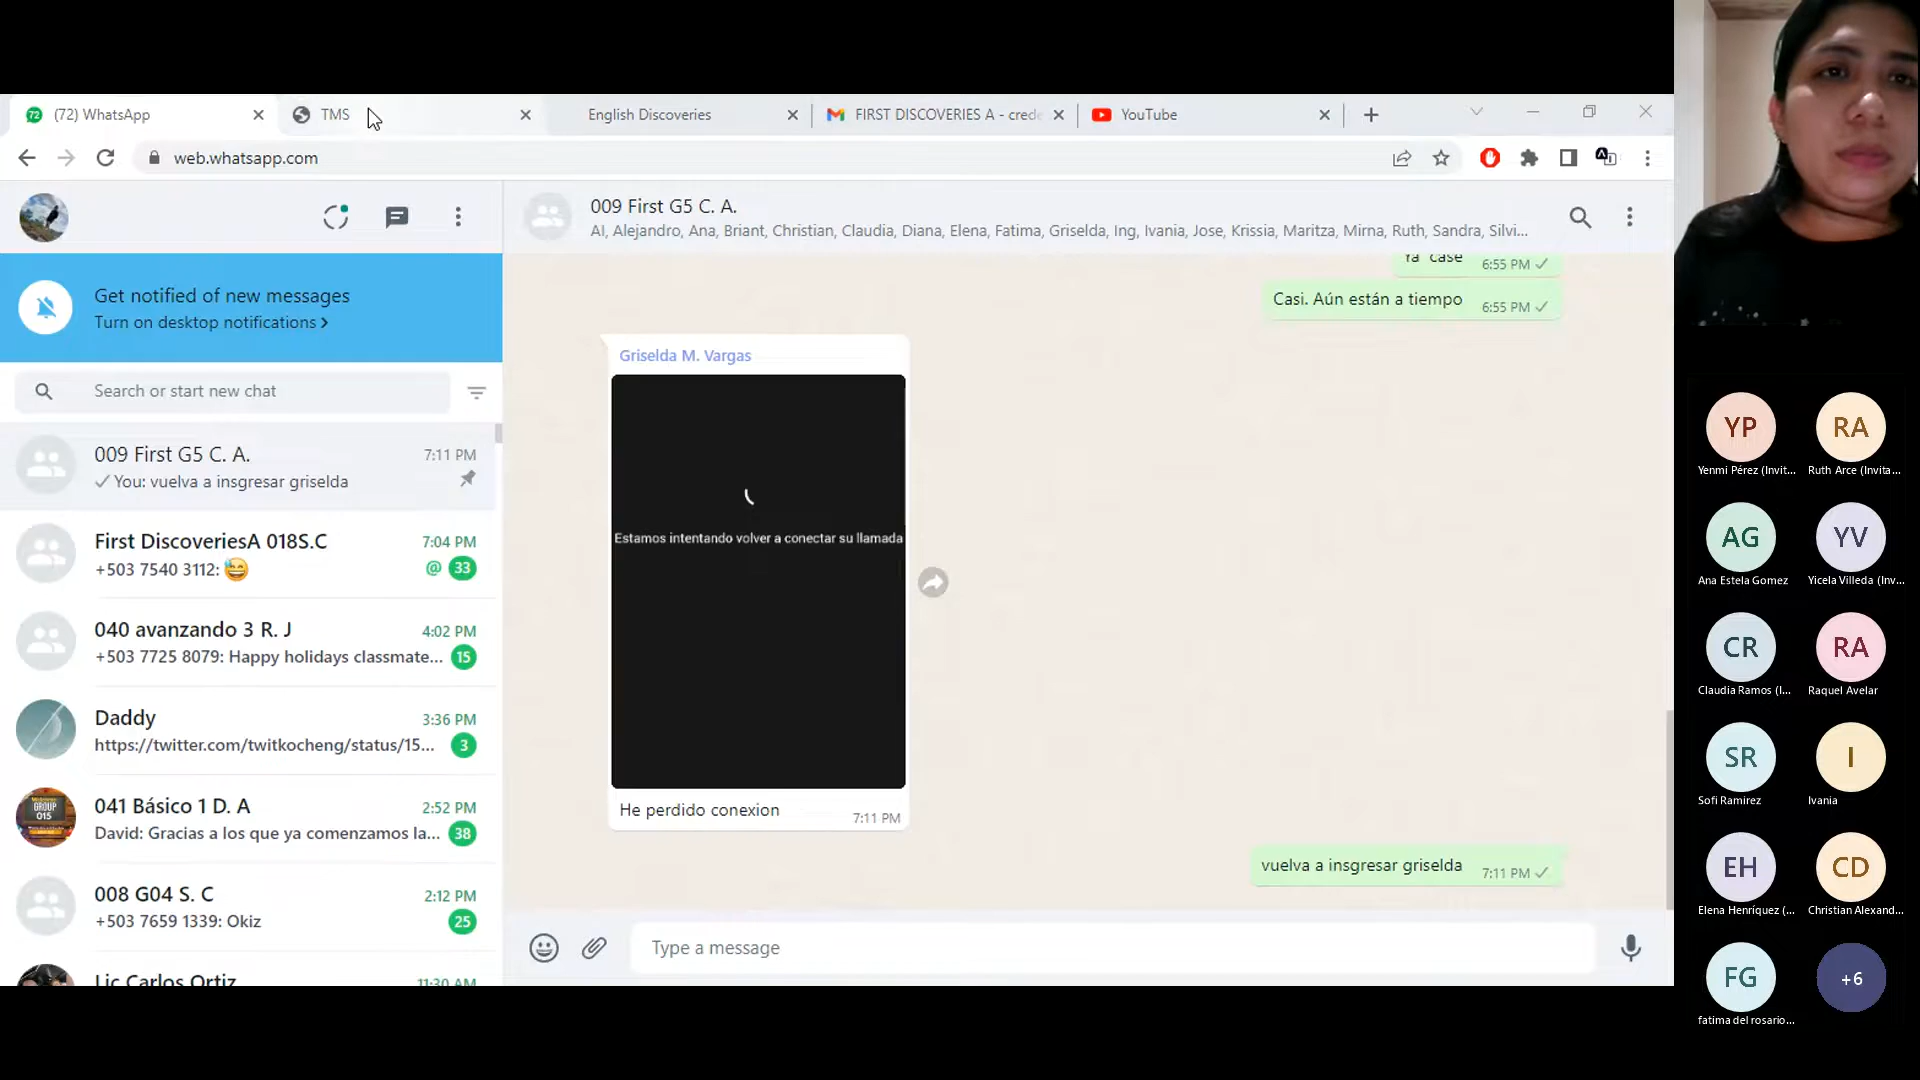 (72) WhatsApp
TMS
English Discoveries
FIRST DISCOVERIES A - crede
YouTube
web.whatsapp.com
009 First G5 C. A.
AI, Alejandro, Ana, Briant, Christian, Claudia, Diana, Elena, Fatima, Griselda, Ing, Ivania, Jose, Krissia, Maritza, Mirna, Ruth, Sandra, Silvi...
Get notified of new messages
Turn on desktop notifications >
Search or start new chat
009 First G5 C. A.
7:11 PM
You: vuelva a insgresar griselda
First DiscoveriesA 018S.C
7:04 PM
+503 7540 3112: 😅
@ 33
040 avanzando 3 R. J
4:02 PM
+503 7725 8079: Happy holidays classmate...
15
Daddy
3:36 PM
https://twitter.com/twitkocheng/status/15...
3
041 Básico 1 D. A
2:52 PM
David: Gracias a los que ya comenzamos la...
38
008 G04 S. C
2:12 PM
+503 7659 1339: Okiz
25
Lic Carlos Ortiz
11:30 AM
Ya case
6:55 PM
Casi. Aún están a tiempo
6:55 PM
Griselda M. Vargas
Estamos intentando volver a conectar su llamada
He perdido conexion
7:11 PM
vuelva a insgresar griselda
7:11 PM
Type a message
YP
Yenmi Pérez (Invit...
RA
Ruth Arce (Invita...
AG
Ana Estela Gomez
YV
Yicela Villeda (Inv...
CR
Claudia Ramos (I...
RA
Raquel Avelar
SR
Sofi Ramirez
I
Ivania
EH
Elena Henríquez (...
CD
Christian Alexand...
FG
fatima del rosario...
+6